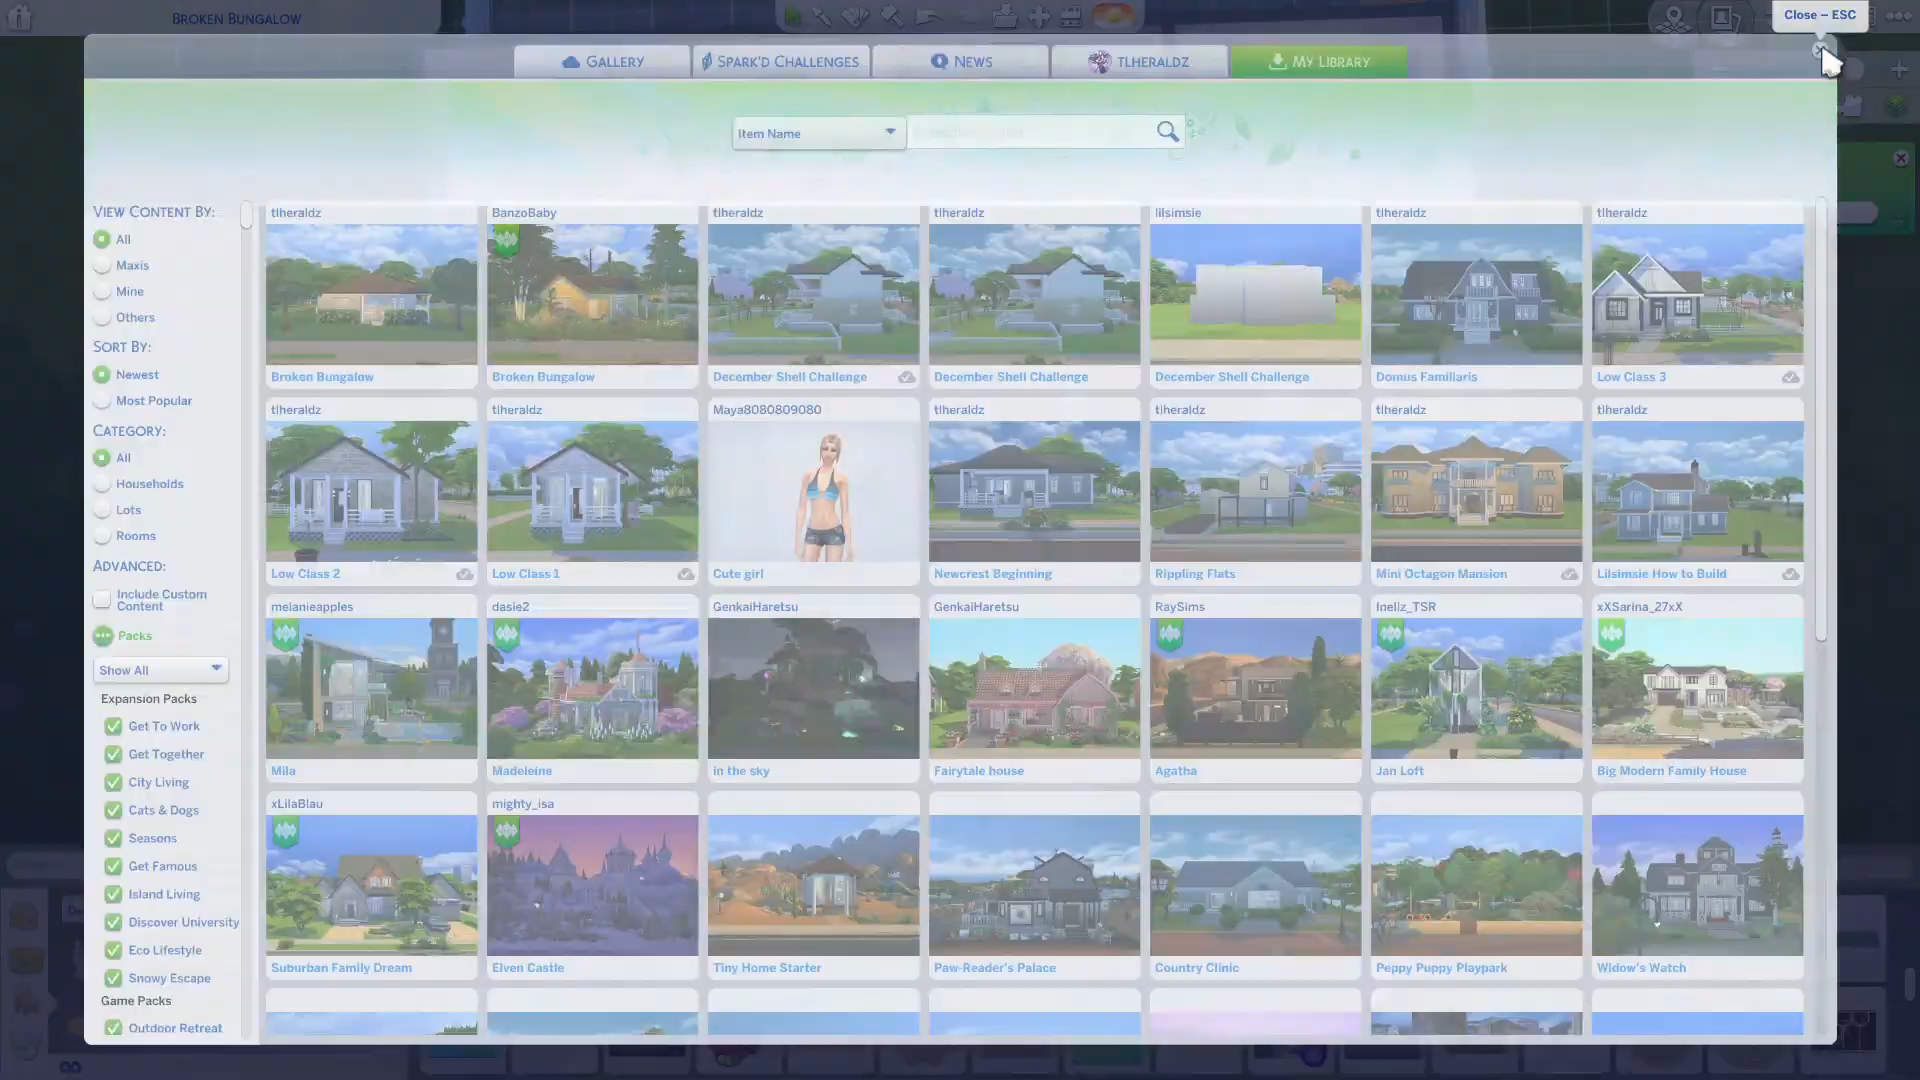 BROKEN BUNGALOW
Close – ESC
GALLERY
SPARK'D CHALLENGES
NEWS
TLHERALDZ
MY LIBRARY
Item Name
VIEW CONTENT BY:
All
Maxis
Mine
Others
SORT BY:
Newest
Most Popular
CATEGORY:
All
Households
Lots
Rooms
ADVANCED:
Include Custom
Content
Packs
Show All
Expansion Packs
Get To Work
Get Together
City Living
Cats & Dogs
Seasons
Get Famous
Island Living
Discover University
Eco Lifestyle
Snowy Escape
Game Packs
Outdoor Retreat
tlheraldz
BanzoBaby
tlheraldz
tlheraldz
lilsimsie
tlheraldz
tlheraldz
Broken Bungalow
Broken Bungalow
December Shell Challenge
December Shell Challenge
December Shell Challenge
Domus Familiaris
Low Class 3
tlheraldz
tlheraldz
Maya8080809080
tlheraldz
tlheraldz
tlheraldz
tlheraldz
Low Class 2
Low Class 1
Cute girl
Newcrest Beginning
Rippling Flats
Mini Octagon Mansion
Lilsimsie How to Build
melanieapples
dasie2
GenkaiHaretsu
GenkaiHaretsu
RaySims
Ineliz_TSR
xXSarina_27xX
Mila
Madeleine
in the sky
Fairytale house
Agatha
Jan Loft
Big Modern Family House
xLilaBlau
mighty_isa
Suburban Family Dream
Elven Castle
Tiny Home Starter
Paw-Reader's Palace
Country Clinic
Peppy Puppy Playpark
Widow's Watch